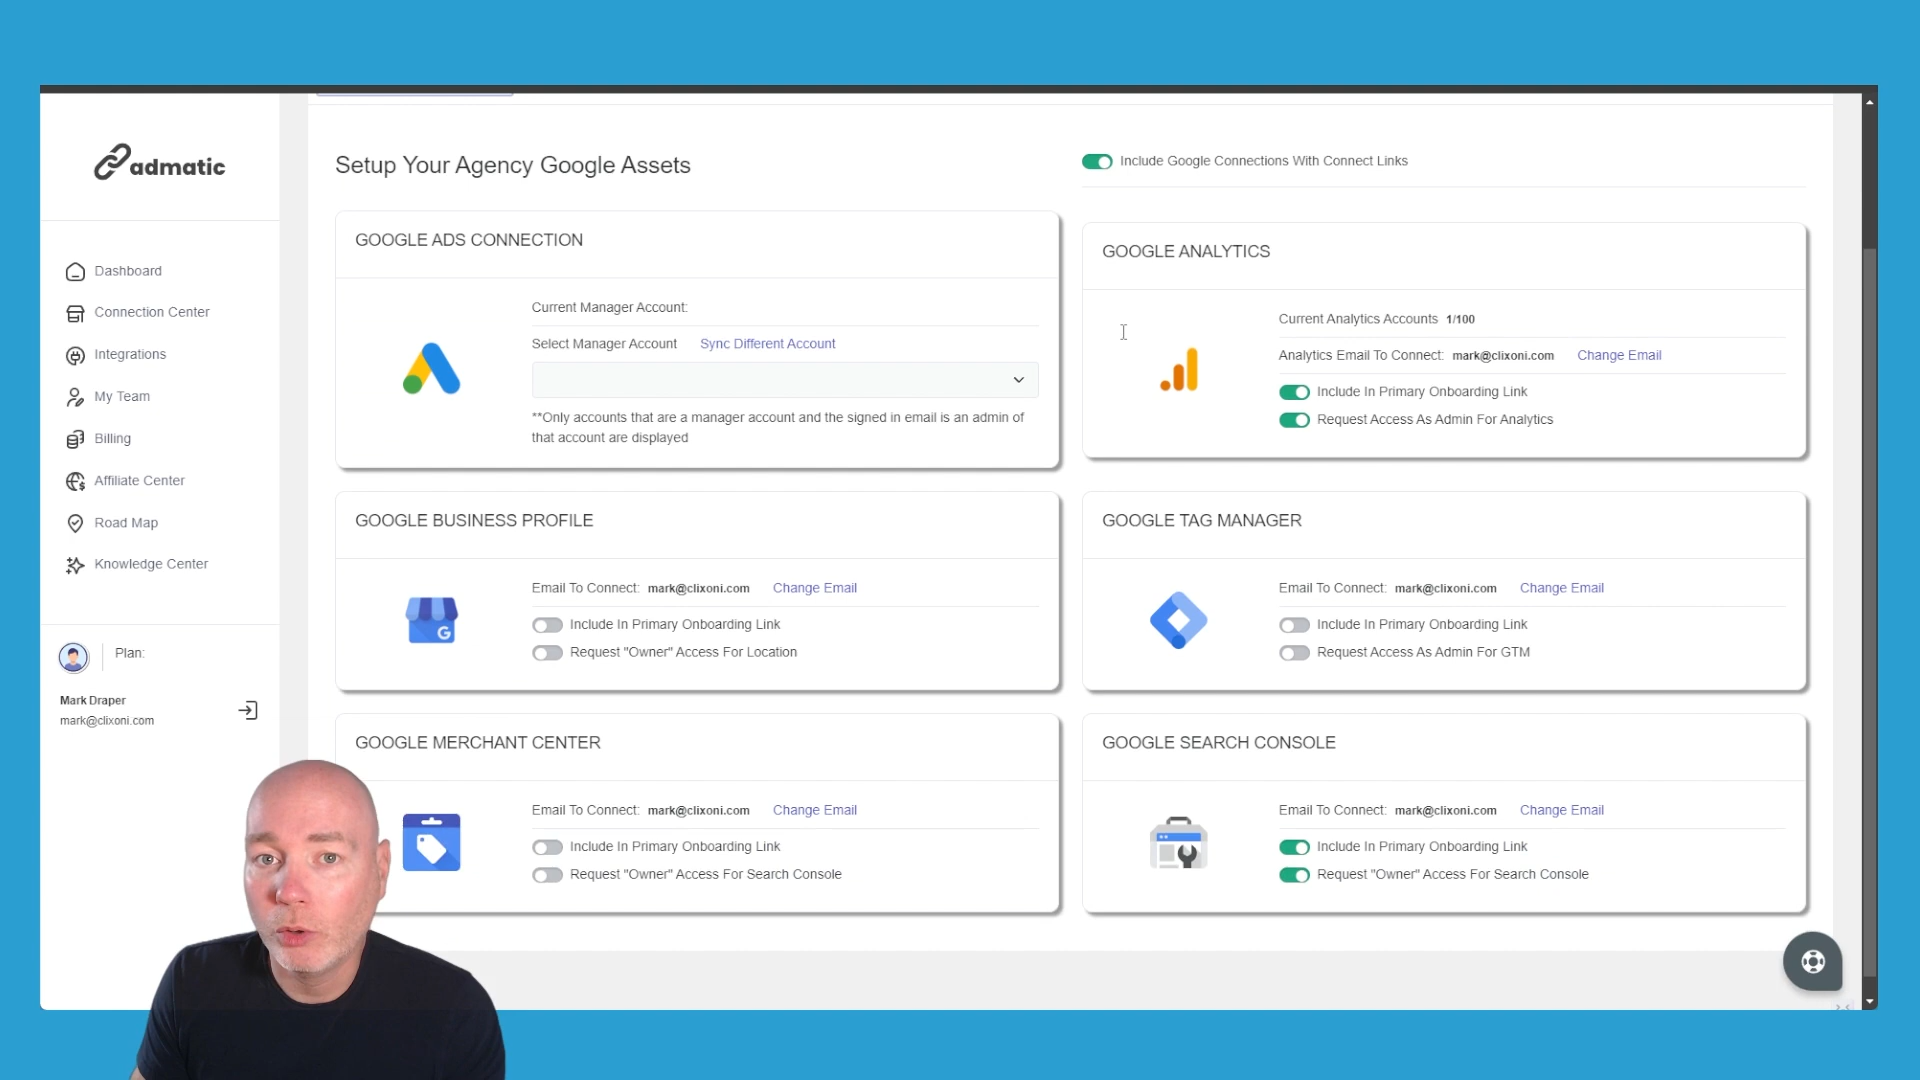 admatic
Dashboard
Connection Center
Integrations
My Team
Billing
Affiliate Center
Road Map
Knowledge Center
Plan:
Mark Draper
mark@clixoni.com
Setup Your Agency Google Assets
Include Google Connections With Connect Links
GOOGLE ADS CONNECTION
Current Manager Account:
Select Manager Account Sync Different Account
**Only accounts that are a manager account and the signed in email is an admin of
that account are displayed
GOOGLE ANALYTICS
Current Analytics Accounts 1/100
Analytics Email To Connect: mark@clixoni.com Change Email
Include In Primary Onboarding Link
Request Access As Admin For Analytics
GOOGLE BUSINESS PROFILE
Email To Connect: mark@clixoni.com Change Email
Include In Primary Onboarding Link
Request "Owner" Access For Location
GOOGLE TAG MANAGER
Email To Connect: mark@clixoni.com Change Email
Include In Primary Onboarding Link
Request Access As Admin For GTM
GOOGLE MERCHANT CENTER
Email To Connect: mark@clixoni.com Change Email
Include In Primary Onboarding Link
Request "Owner" Access For Search Console
GOOGLE SEARCH CONSOLE
Email To Connect: mark@clixoni.com Change Email
Include In Primary Onboarding Link
Request "Owner" Access For Search Console